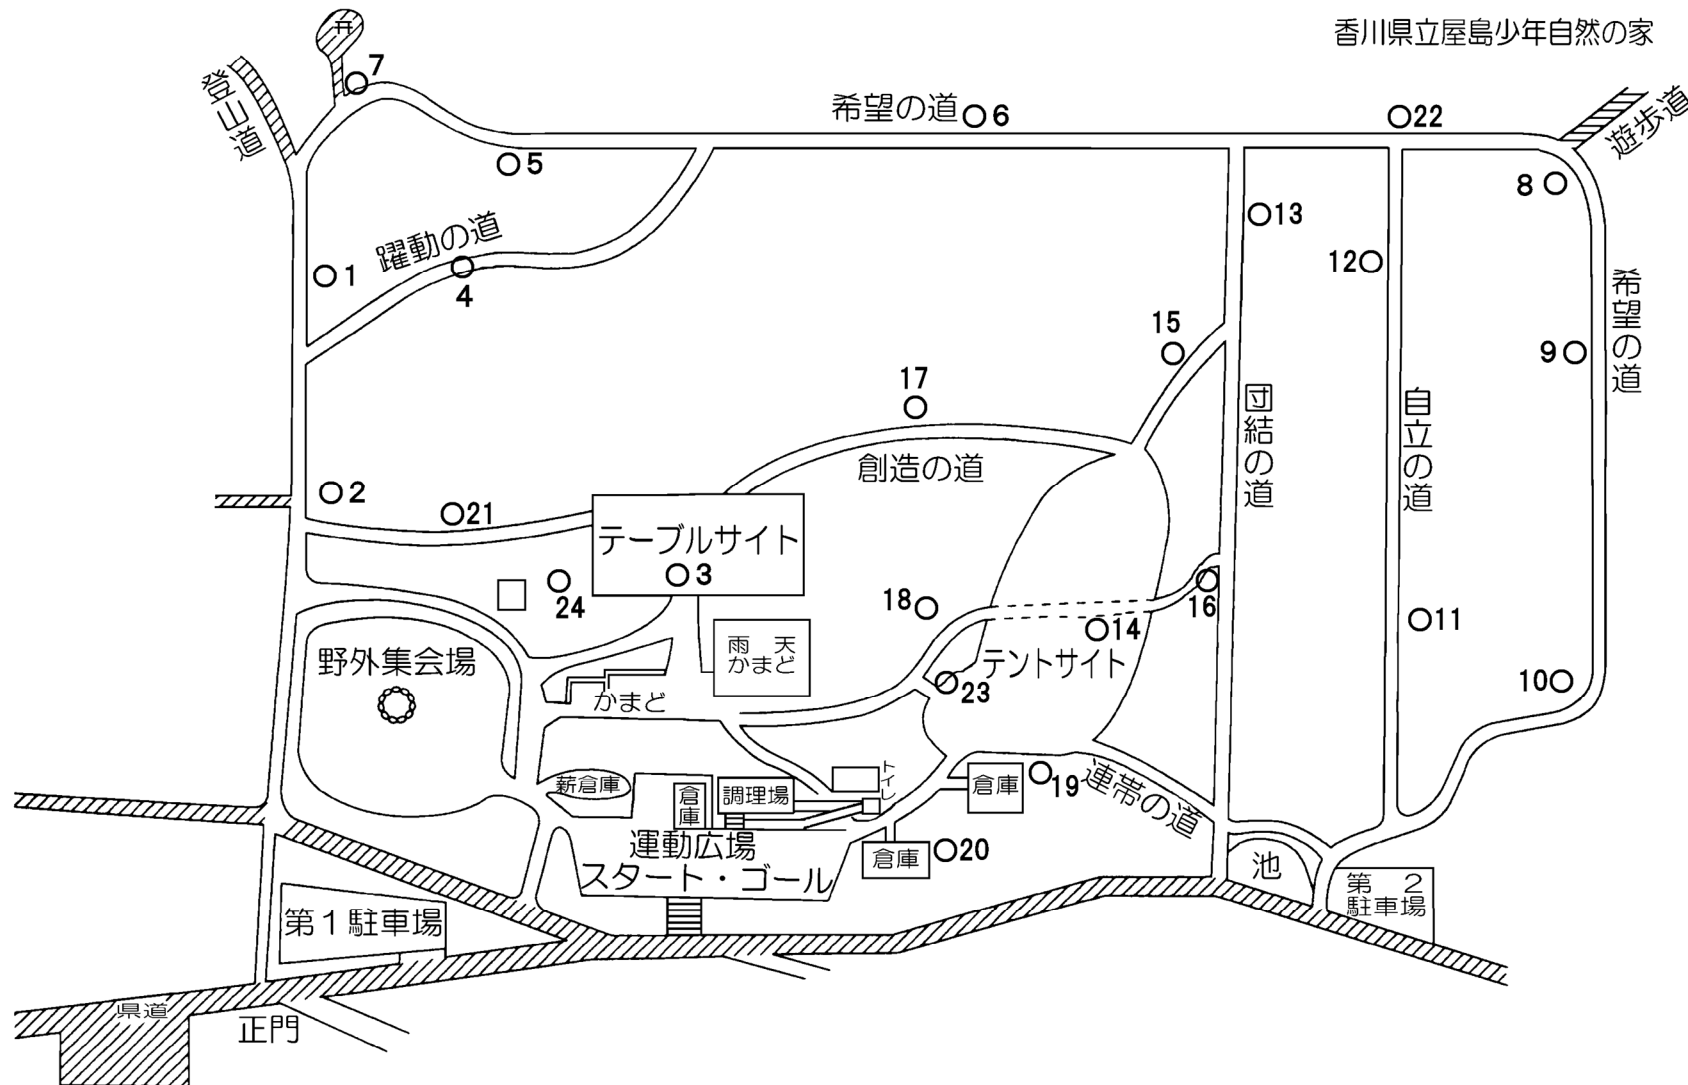 香川県立屋島少年自然の家
登山道
7
希望の道
6
22
遊歩道
5
8
13
躍動の道
12
1
4
希望の道
15
9
17
団結の道
自立の道
創造の道
2
21
テーブルサイト
3
24
18
16
14
11
雨 天
かまど
野外集会場
テントサイト
かまど
23
10
トイレ
薪倉庫
倉庫
調理場
倉庫
19
連帯の道
運動広場
スタート・ゴール
倉庫
20
池
第1駐車場
第 2
駐車場
県道
正門